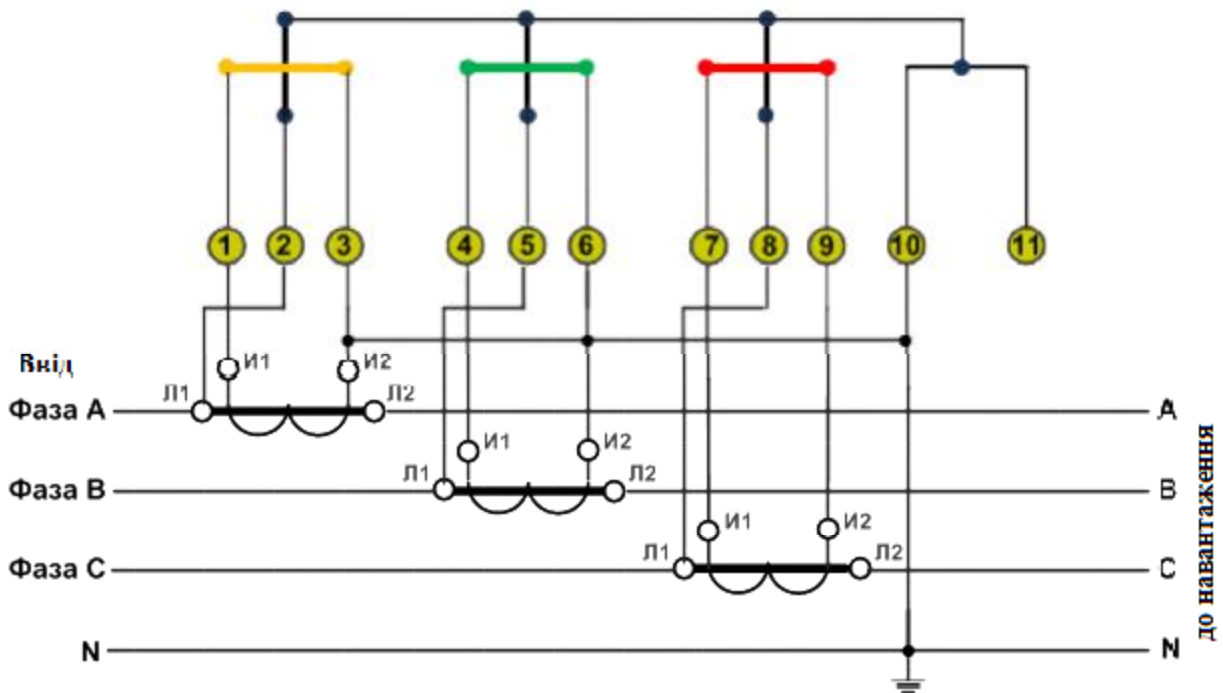 1 2 3 4 5 6 7 8 9 10 11
Ввід
И1 И2
Л1 Л2
Фаза А А
И1 И2
Л1 Л2
Фаза В В
И1 И2
Л1 Л2
Фаза С С
N N
до навантаження